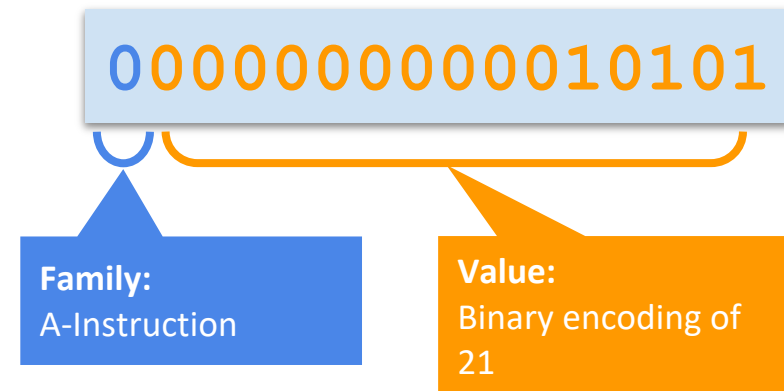 0000000000010101
Family:
A-Instruction
Value:
Binary encoding of
21